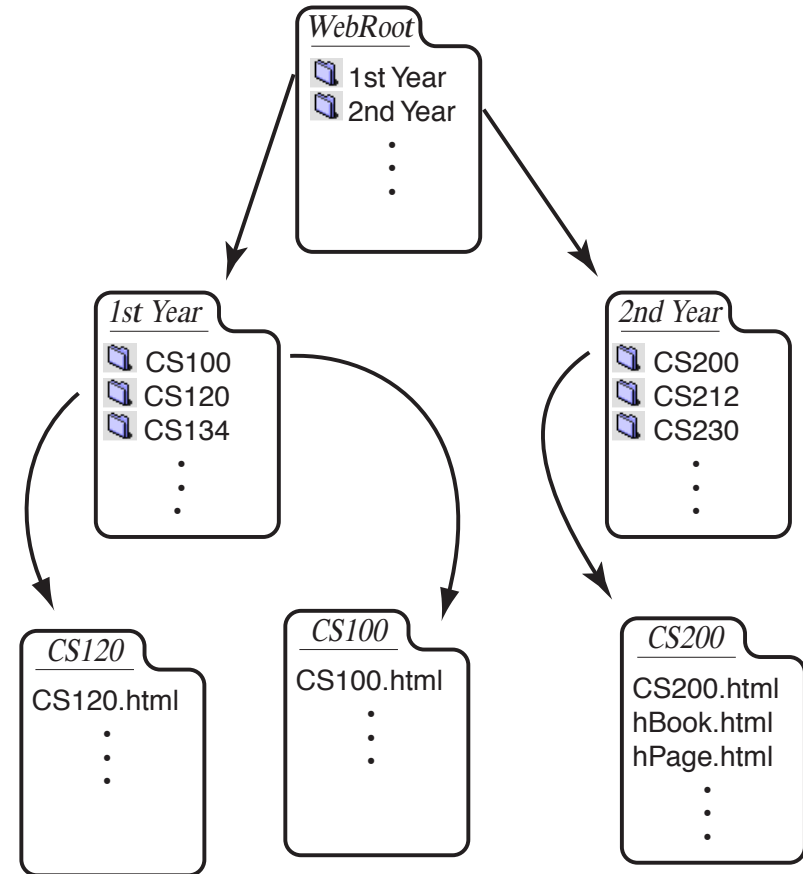 WebRoot
1st Year
2nd Year
1st Year
CS100
CS120
CS134
2nd Year
CS200
CS212
CS230
CS120
CS120.html
CS100
CS100.html
CS200
CS200.html
hBook.html
hPage.html